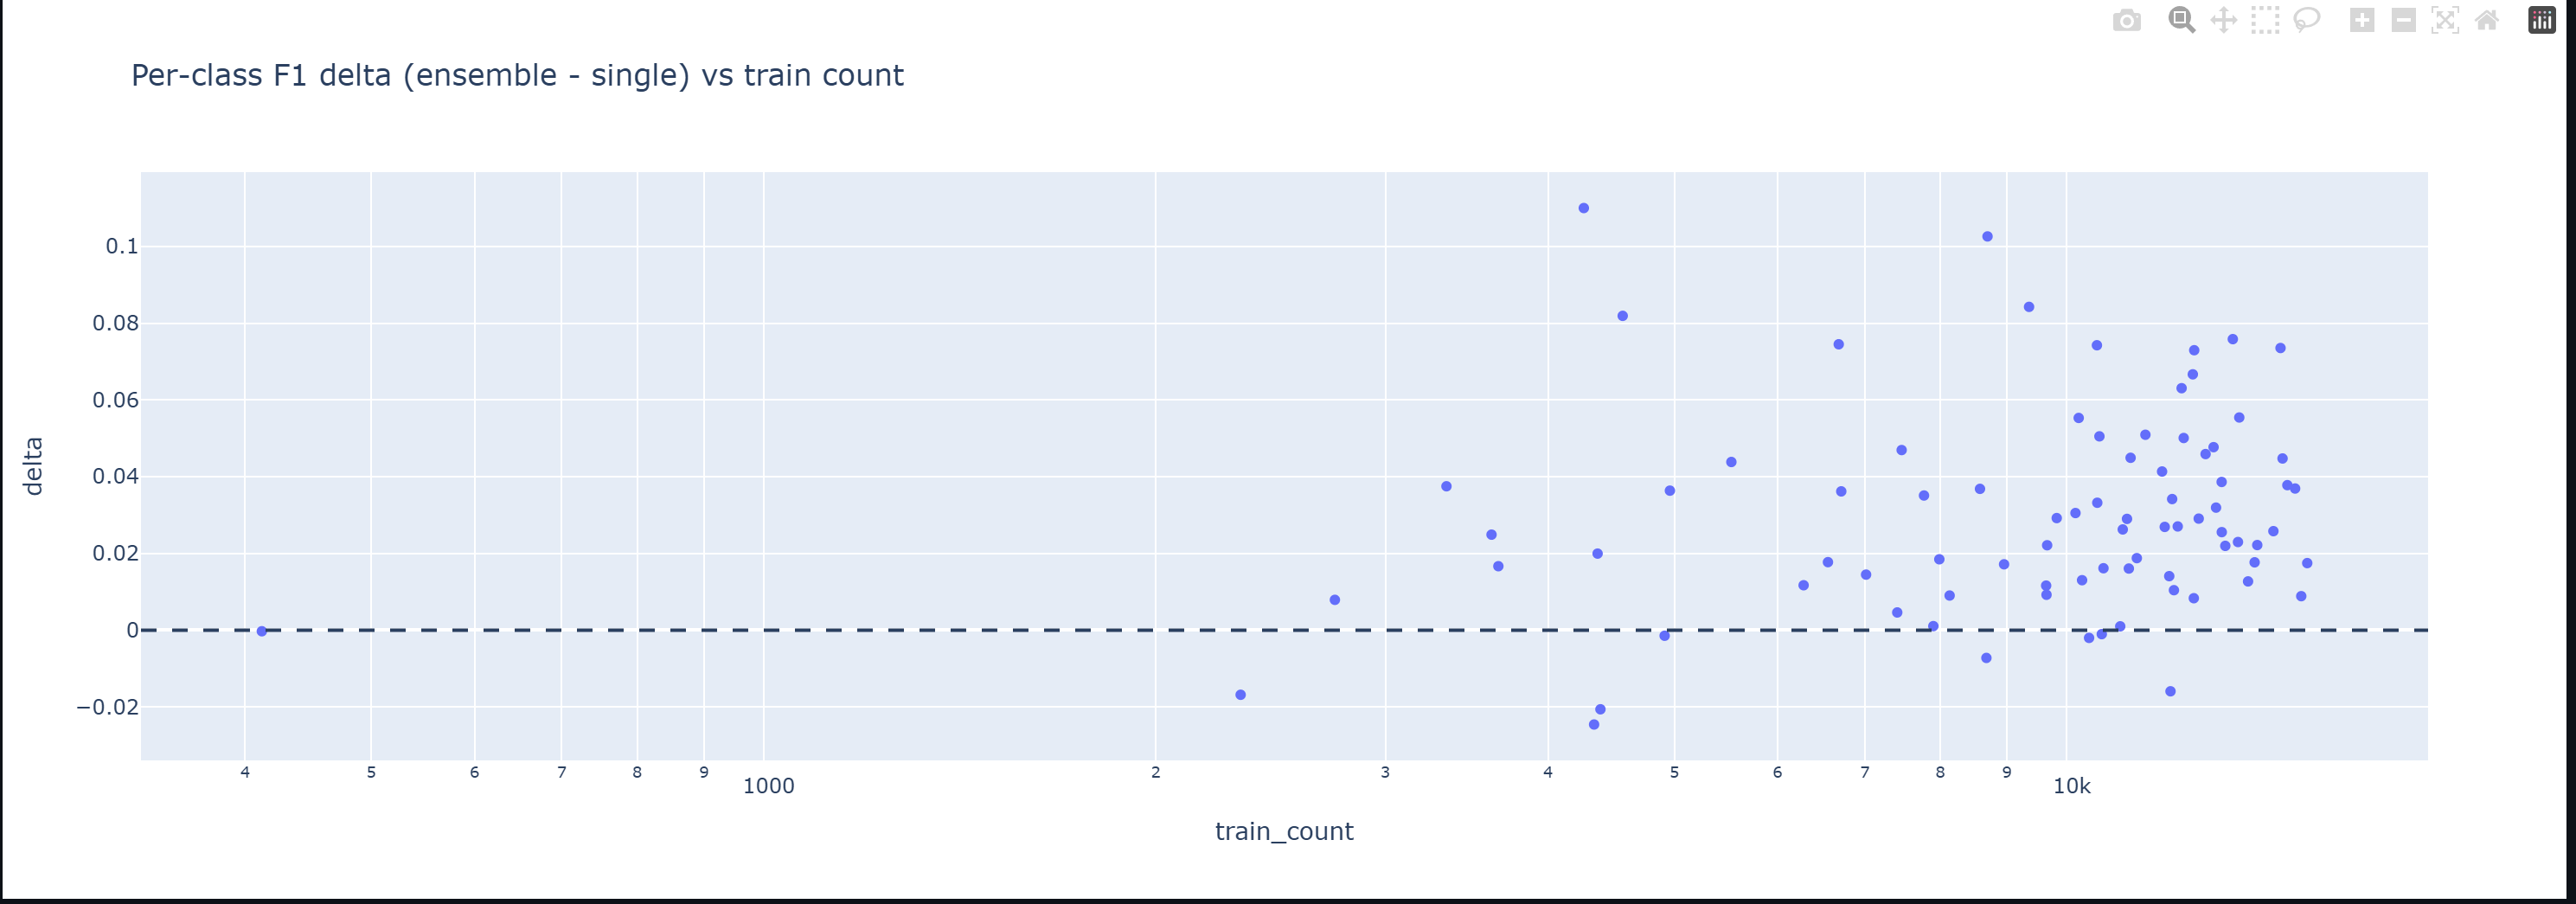 Per-class F1 delta (ensemble - single) vs train count
0.1
0.08
0.06
0.04
0.02
0
−0.02
delta
4 5 6 7 8 9 1000 2 3 4 5 6 7 8 9 10k
train_count